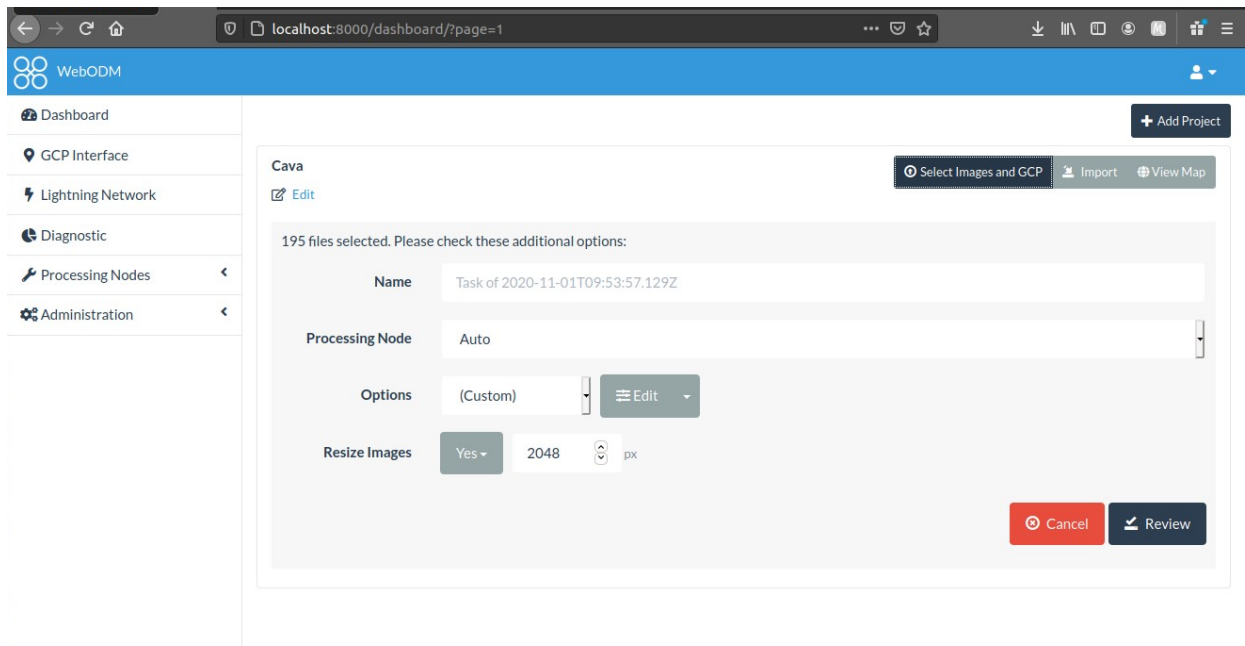 localhost:8000/dashboard/?page=1
WebODM
Dashboard
GCP Interface
Lightning Network
Diagnostic
Processing Nodes
Administration
Add Project
Cava
Select Images and GCP Import View Map
Edit
195 files selected. Please check these additional options:
Name Task of 2020-11-01T09:53:57.129Z
Processing Node Auto
Options (Custom) Edit
Resize Images Yes 2048 px
Cancel Review